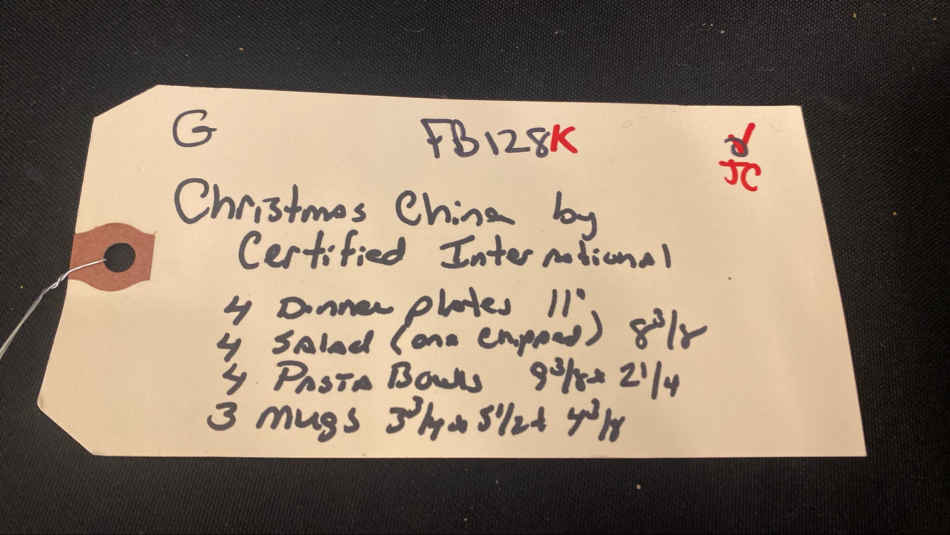 G FB128K
JC
Christmas China by
Certified International
4 Dinner plates 11"
4 Salad (one chipped) 8 3/8
4 Pasta Bowls 9 3/8 x 2 1/4
3 mugs 3 3/4 x 5 1/2 x 4 3/8